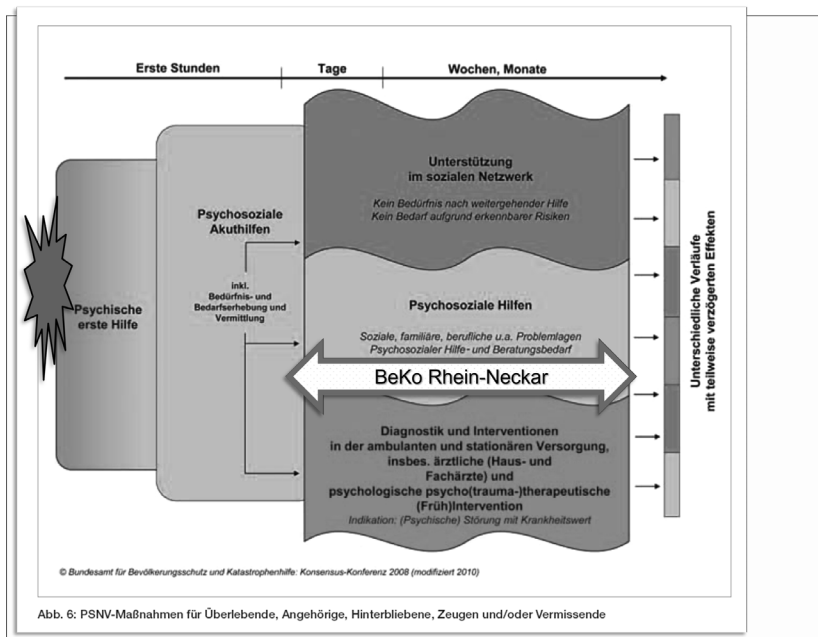 Erste Stunden
Tage
Wochen, Monate
Psychische
erste Hilfe
Psychosoziale
Akuthilfen
inkl.
Bedürfnis- und
Bedarfserhebung und
Vermittlung
Unterstützung
im sozialen Netzwerk
Kein Bedürfnis nach weitergehender Hilfe
Kein Bedarf aufgrund erkennbarer Risiken
Psychosoziale Hilfen
Soziale, familiäre, berufliche u.a. Problemlagen
Psychosozialer Hilfe- und Beratungsbedarf
BeKo Rhein-Neckar
Diagnostik und Interventionen
in der ambulanten und stationären Versorgung,
insbes. ärztliche (Haus- und
Fachärzte) und
psychologische psycho(trauma-)therapeutische
(Früh)Intervention
Indikation: (Psychische) Störung mit Krankheitswert
Unterschiedliche Verläufe
mit teilweise verzögerten Effekten
© Bundesamt für Bevölkerungsschutz und Katastrophenhilfe: Konsensus-Konferenz 2008 (modifiziert 2010)
Abb. 6: PSNV-Maßnahmen für Überlebende, Angehörige, Hinterbliebene, Zeugen und/oder Vermissende